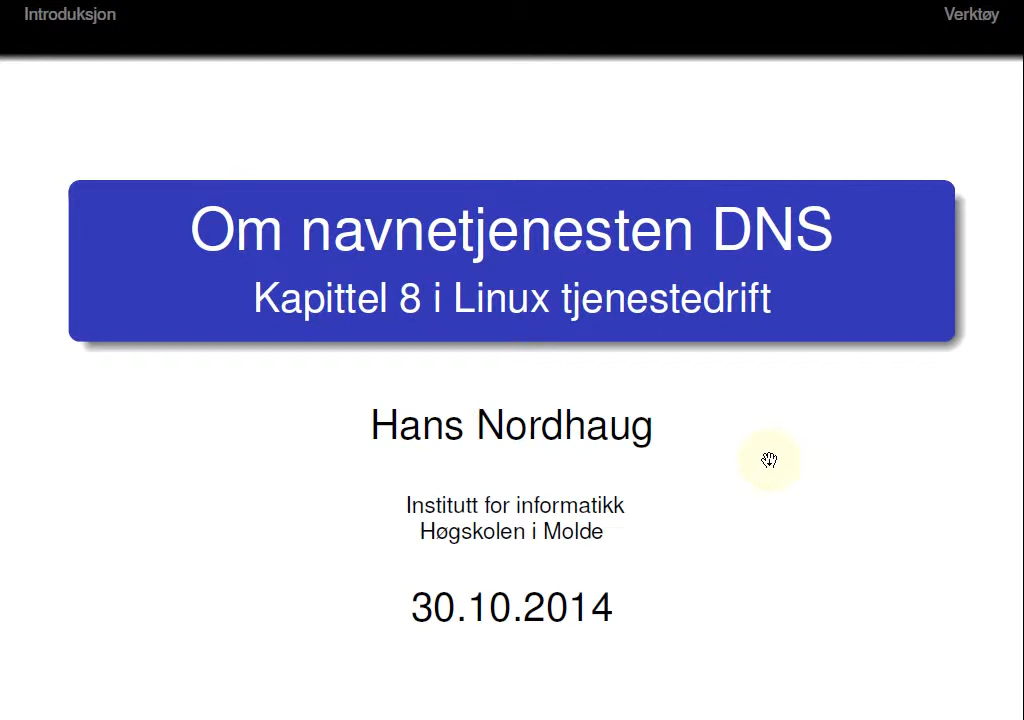 Introduksjon
Verktøy
Om navnetjenesten DNS
Kapittel 8 i Linux tjenestedrift
Hans Nordhaug
Institutt for informatikk
Høgskolen i Molde
30.10.2014